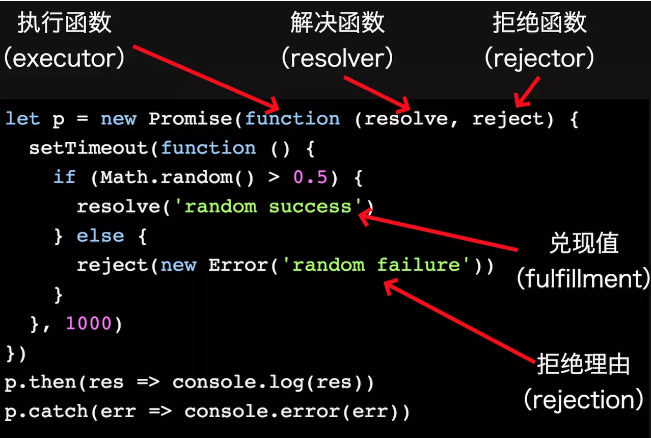 执行函数
(executor)
解决函数
(resolver)
拒绝函数
(rejector)
let p = new Promise(function (resolve, reject) {
  setTimeout(function () {
    if (Math.random() > 0.5) {
      resolve('random success')
    } else {
      reject(new Error('random failure'))
    }
  }, 1000)
})
p.then(res => console.log(res))
p.catch(err => console.error(err))
兑现值
(fulfillment)
拒绝理由
(rejection)